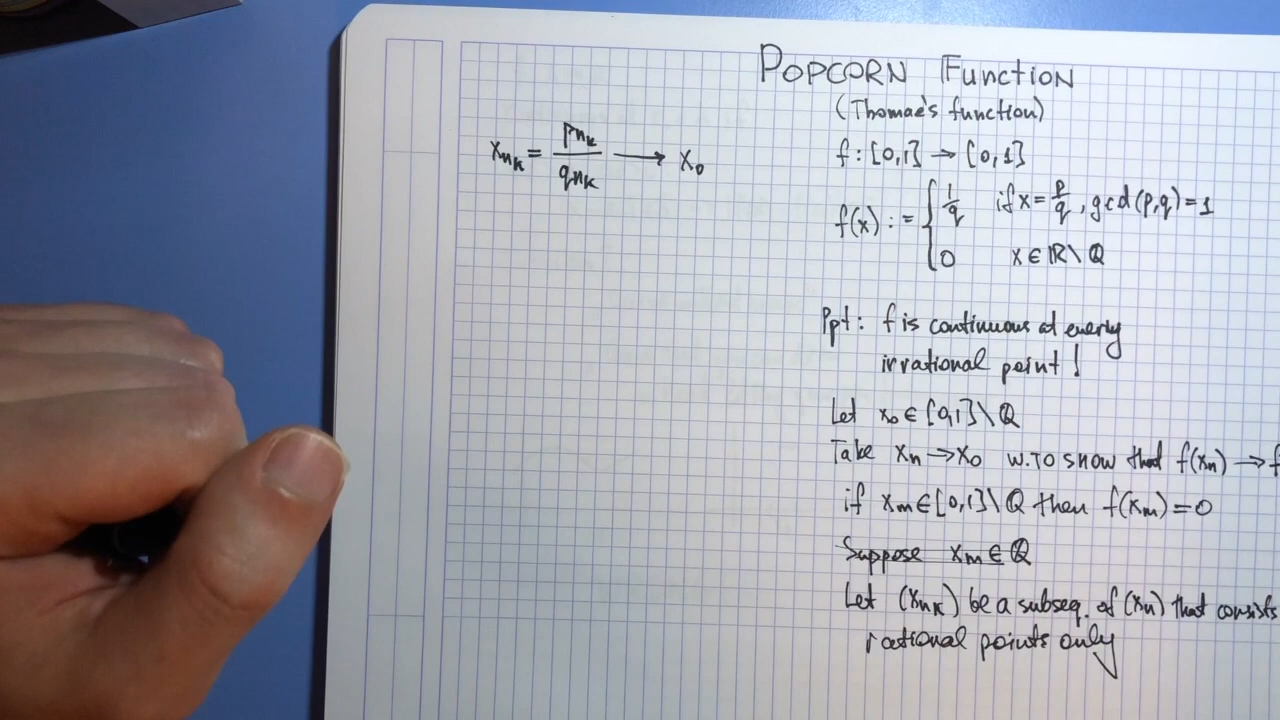 POPCORN Function
(Thomae's function)
f : [0,1] → [0,1]
f(x) := { 1/q if x = p/q , gcd(p,q) = 1
0 x ∈ ℝ \ ℚ
x_{n_k} = p_{n_k} / q_{n_k} → x_0
Ppt : f is continuous at every
irrational point !
Let x_0 ∈ [0,1] \ ℚ
Take x_n → x_0 W.TO show that f(x_n) → f
if x_m ∈ [0,1] \ ℚ then f(x_m) = 0
Suppose x_m ∈ ℚ
Let (x_{n_k}) be a subseq. of (x_n) that consists
rational points only